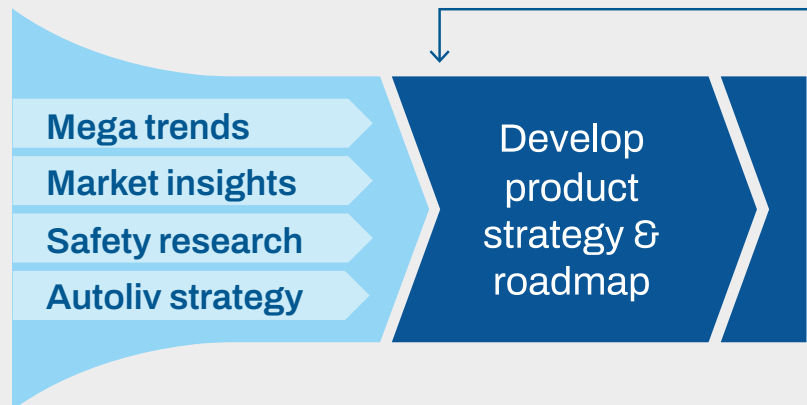 Mega trends
Market insights
Safety research
Autoliv strategy
Develop
product
strategy &
roadmap